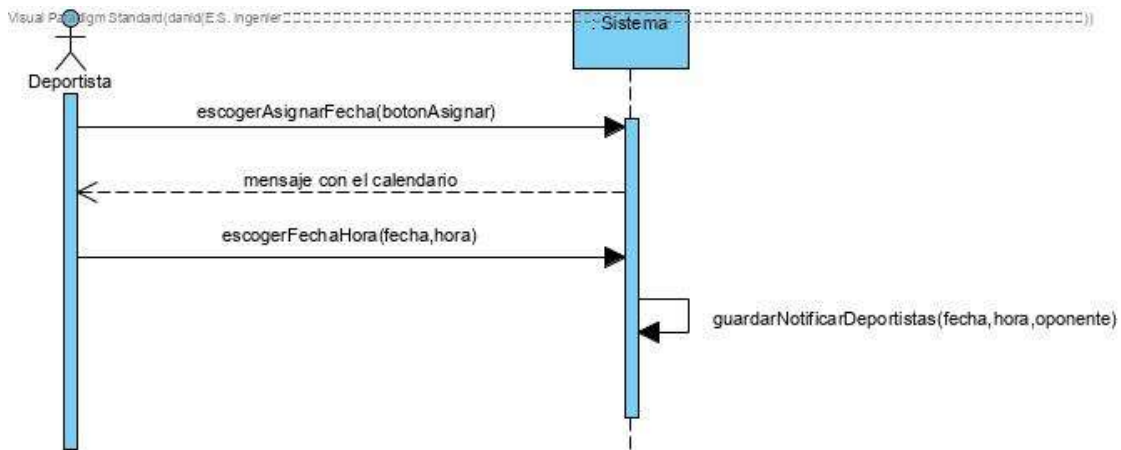 Visual Paradigm Standard(danid(E.S. Ingenier
: Sistema
Deportista
escogerAsignarFecha(botonAsignar)
mensaje con el calendario
escogerFechaHora(fecha,hora)
guardarNotificarDeportistas(fecha,hora,oponente)